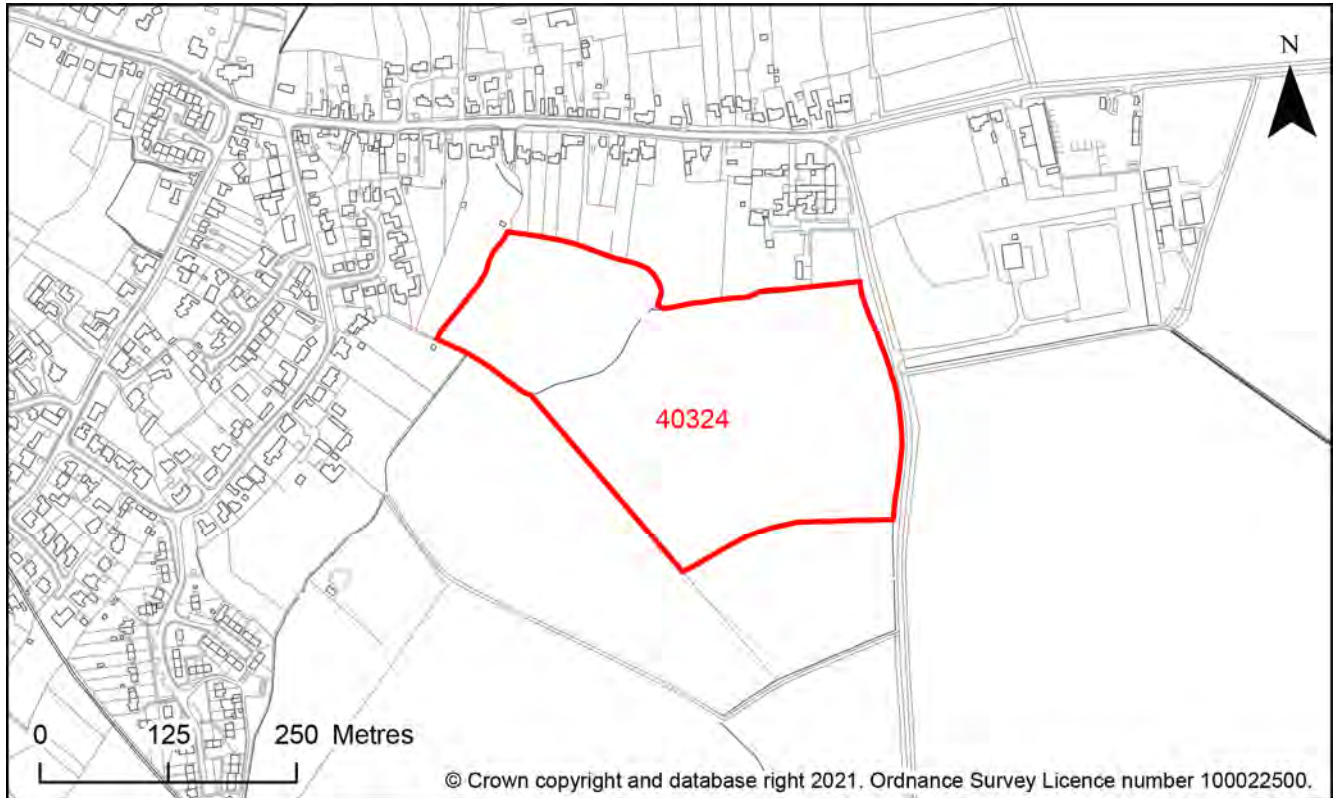 N
40324
0 125 250 Metres
© Crown copyright and database right 2021. Ordnance Survey Licence number 100022500.